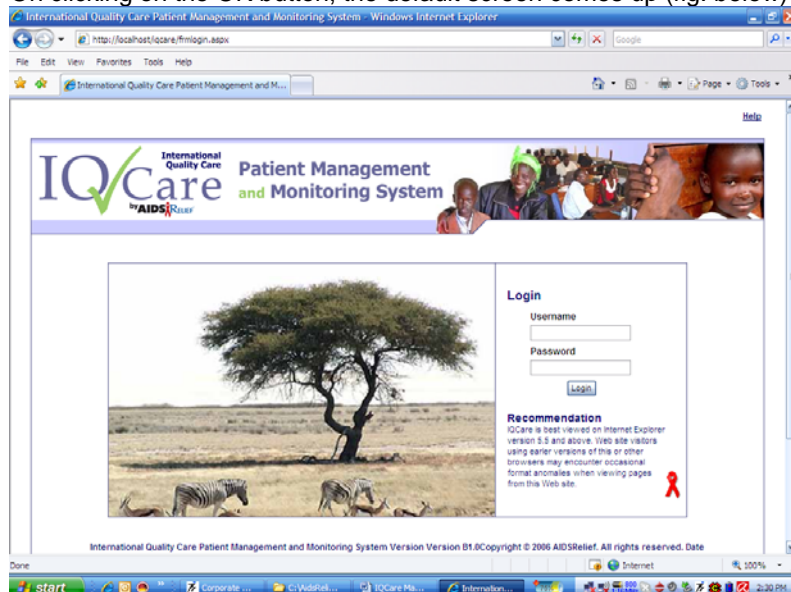 On clicking on the OK button, the default screen comes up (fig. below)
International Quality Care Patient Management and Monitoring System - Windows Internet Explorer
http://localhost/iqcare/frmlogin.aspx
Google
File Edit View Favorites Tools Help
International Quality Care Patient Management and M...
Page Tools
Help
International
Quality Care
IQCare
by AIDSRelief
Patient Management
and Monitoring System
Login
Username
Password
Login
Recommendation
IQCare is best viewed on Internet Explorer
version 5.5 and above. Web site visitors
using earlier versions of this or other
browsers may encounter occasional
format anomalies when viewing pages
from this Web site.
International Quality Care Patient Management and Monitoring System Version Version B1.0Copyright © 2006 AIDSRelief. All rights reserved. Date
Done
Internet
100%
start
Corporate ...
C:\AidsReli...
IQCare Ma...
Internation...
2:30 PM